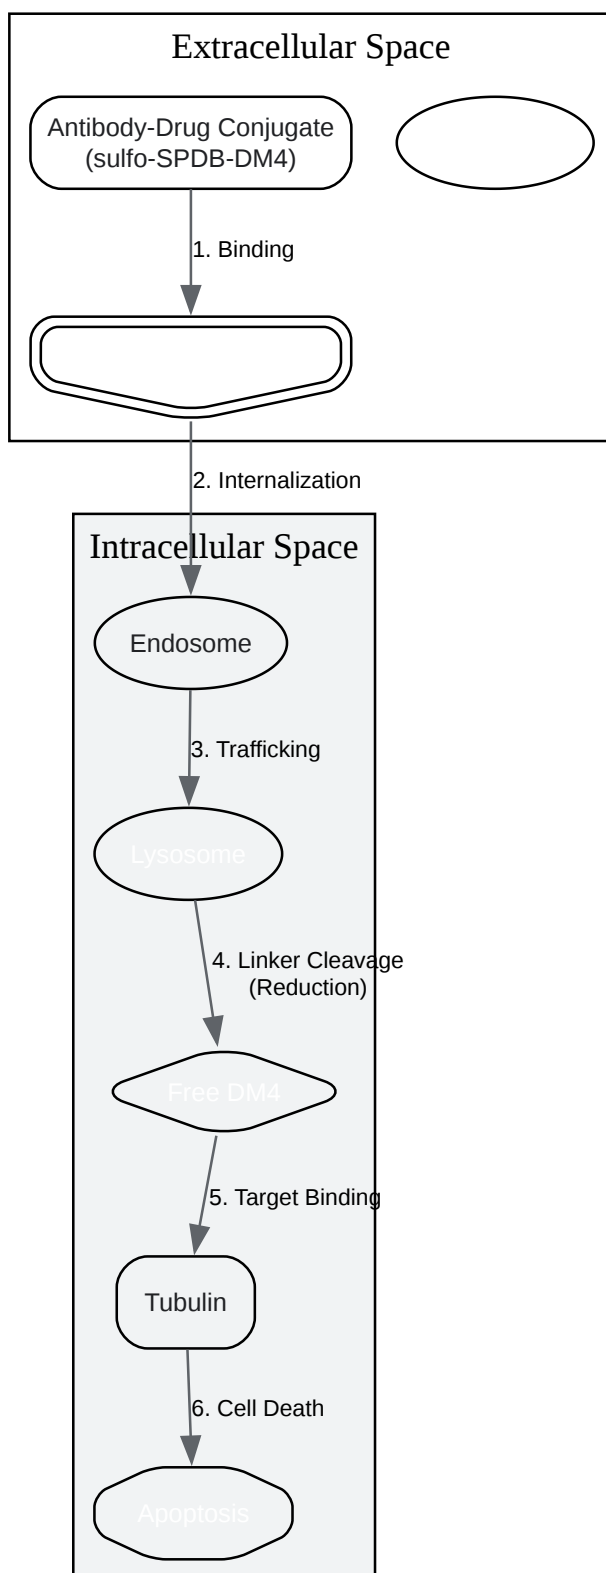 Extracellular Space
Antibody-Drug Conjugate
(sulfo-SPDB-DM4)
1. Binding
2. Internalization
Intracellular Space
Endosome
3. Trafficking
Lysosome
4. Linker Cleavage
(Reduction)
Free DM4
5. Target Binding
Tubulin
6. Cell Death
Apoptosis